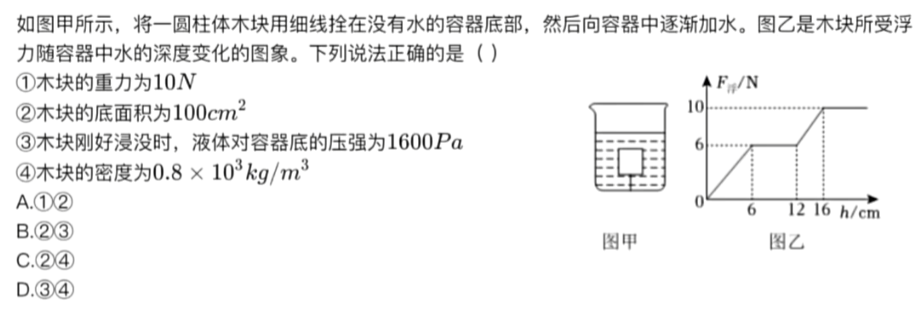 如图甲所示，将一圆柱体木块用细线拴在没有水的容器底部，然后向容器中逐渐加水。图乙是木块所受浮
力随容器中水的深度变化的图象。下列说法正确的是（ ）
①木块的重力为10N
②木块的底面积为100cm²
③木块刚好浸没时，液体对容器底的压强为1600Pa
④木块的密度为0.8 × 10³kg/m³
A.①②
B.②③
C.②④
D.③④
F浮/N
10
6
0
6 12 16 h/cm
图甲 图乙